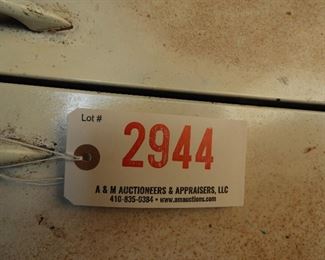 Lot #
2944
A & M AUCTIONEERS & APPRAISERS, LLC
410-835-0384 • www.amauctions.com